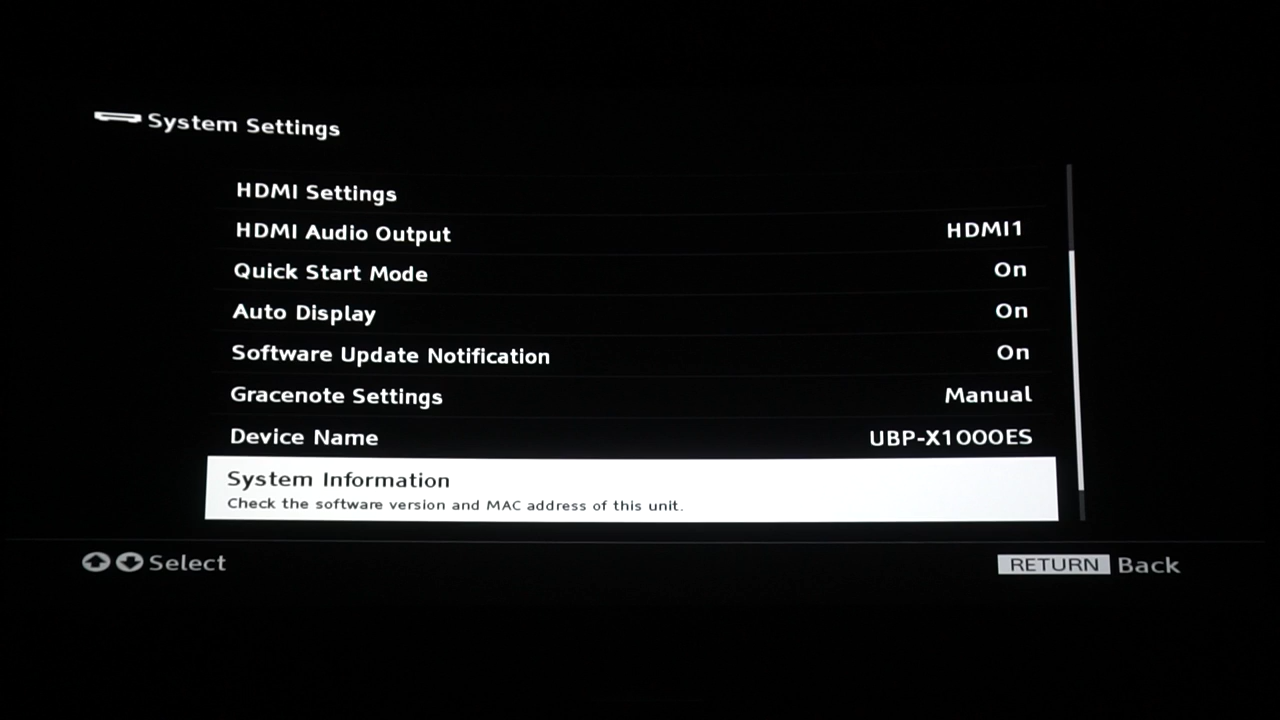 System Settings
HDMI Settings
HDMI Audio Output HDMI1
Quick Start Mode On
Auto Display On
Software Update Notification On
Gracenote Settings Manual
Device Name UBP-X1000ES
System Information
Check the software version and MAC address of this unit.
Select RETURN Back